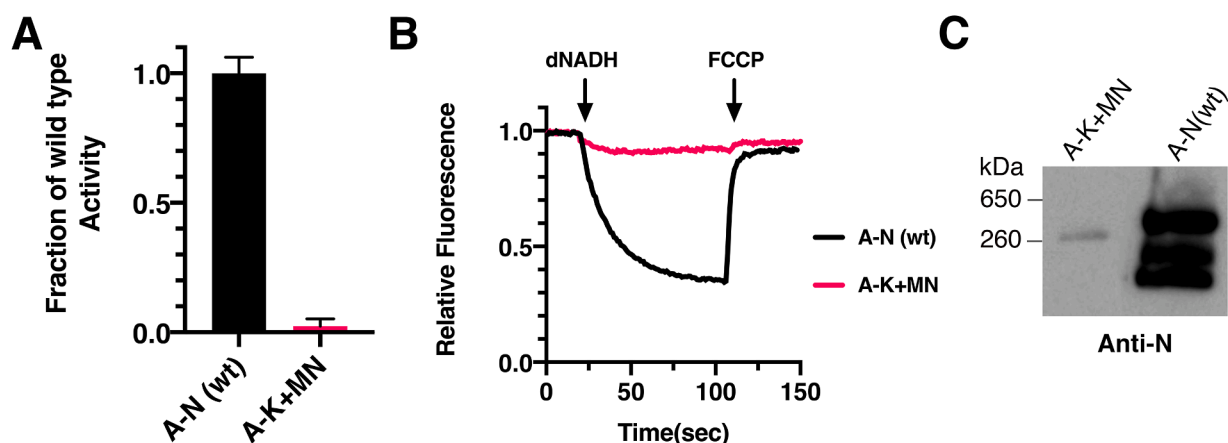 A
Fraction of wild type
Activity
1.0
0.5
0.0
A-N (wt)
A-K+MN
B
dNADH
FCCP
Relative Fluorescence
1.0
0.5
0.0
0
50
100
150
Time(sec)
A-N (wt)
A-K+MN
C
A-K+MN
A-N(wt)
kDa
650
260
Anti-N